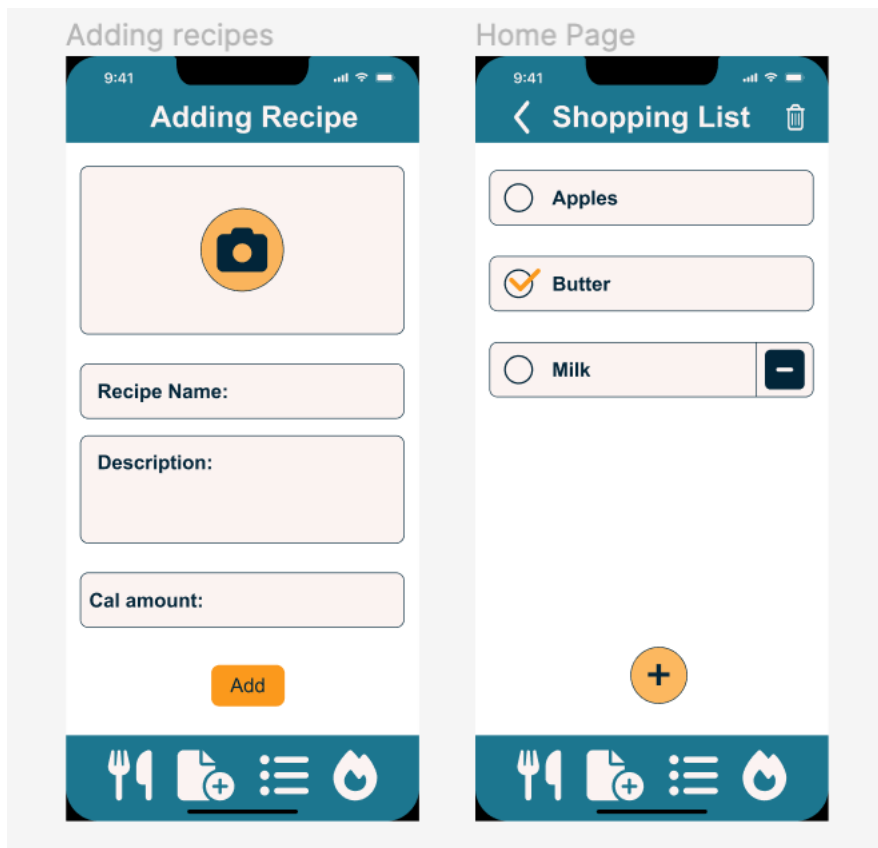 Adding recipes
9:41
Adding Recipe
Recipe Name:
Description:
Cal amount:
Add
Home Page
9:41
Shopping List
Apples
Butter
Milk